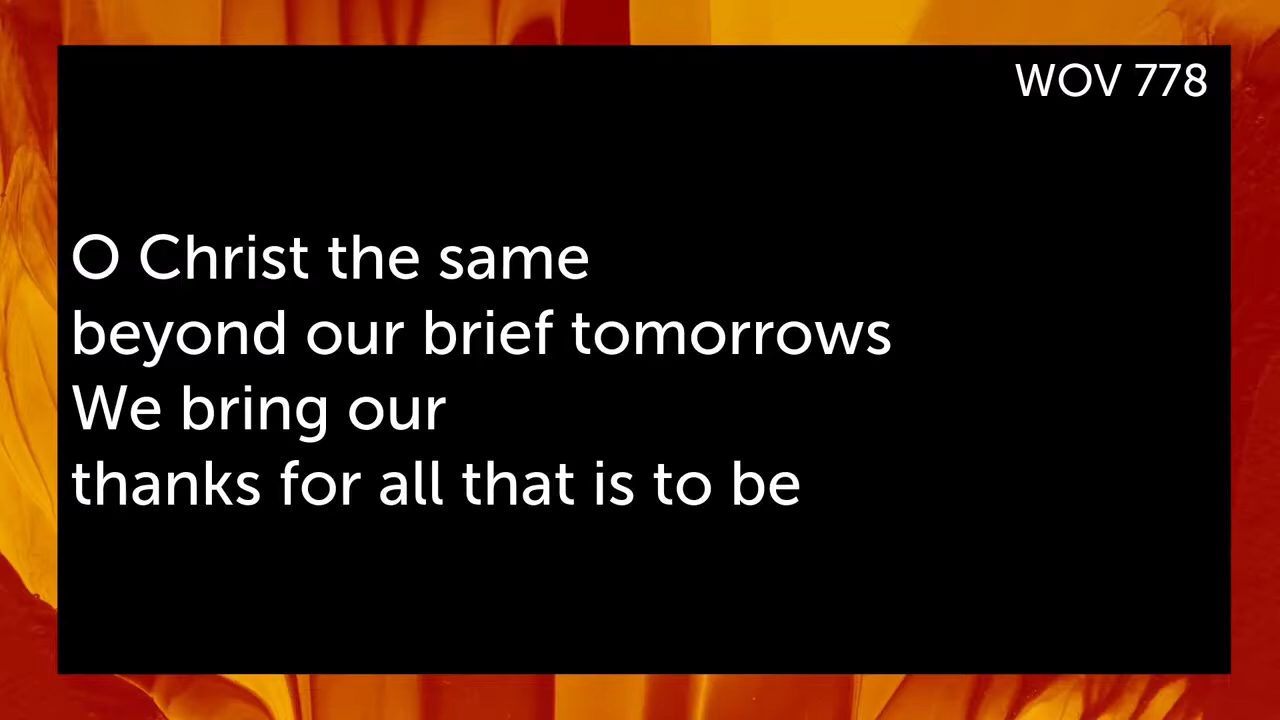 WOV 778
O Christ the same
beyond our brief tomorrows
We bring our
thanks for all that is to be